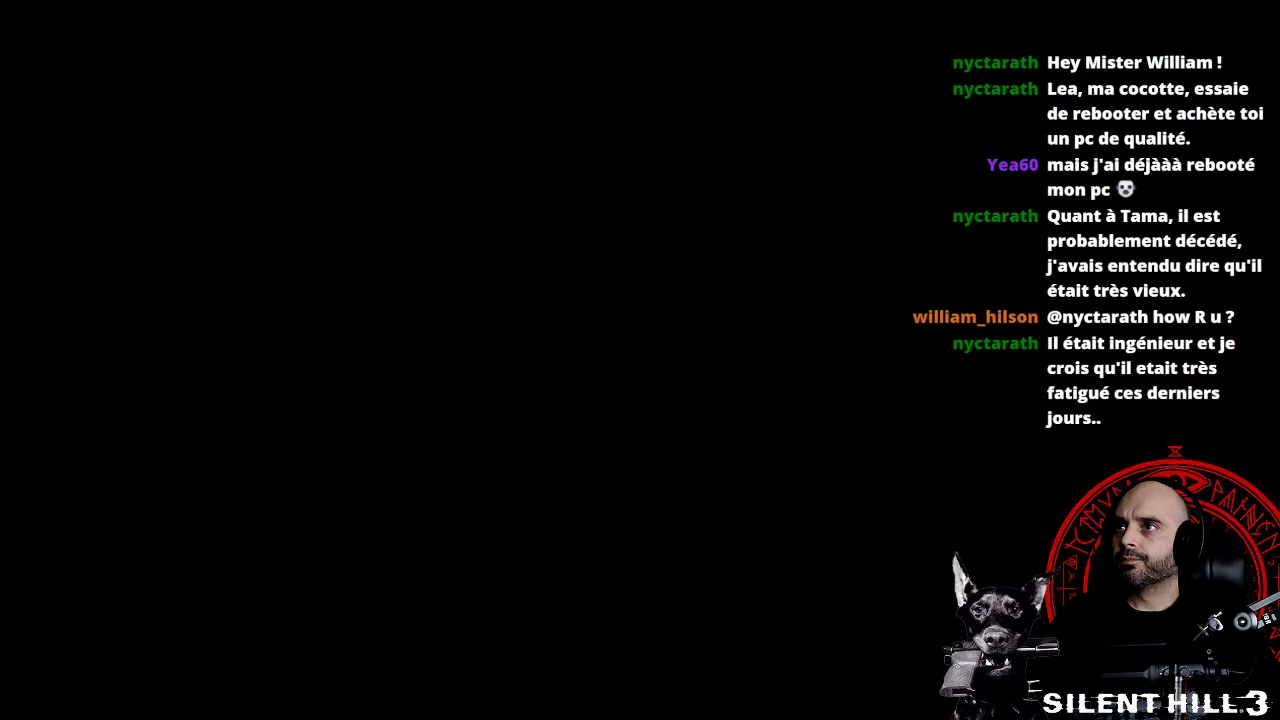 nyctarath Hey Mister William !
nyctarath Lea, ma cocotte, essaie
de rebooter et achète toi
un pc de qualité.
Yea60 mais j'ai déjààà rebooté
mon pc
nyctarath Quant à Tama, il est
probablement décédé,
j'avais entendu dire qu'il
était très vieux.
william_hilson @nyctarath how R u ?
nyctarath Il était ingénieur et je
crois qu'il etait très
fatigué ces derniers
jours..
SILENT HILL 3